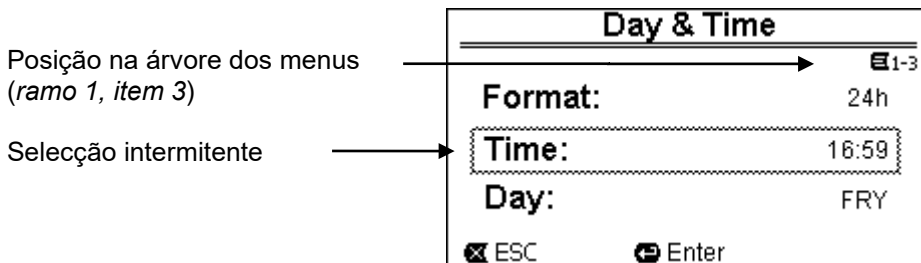 Day & Time
Posição na árvore dos menus
(ramo 1, item 3)
1-3
Format: 24h
Selecção intermitente
Time: 16:59
Day: FRY
ESC Enter